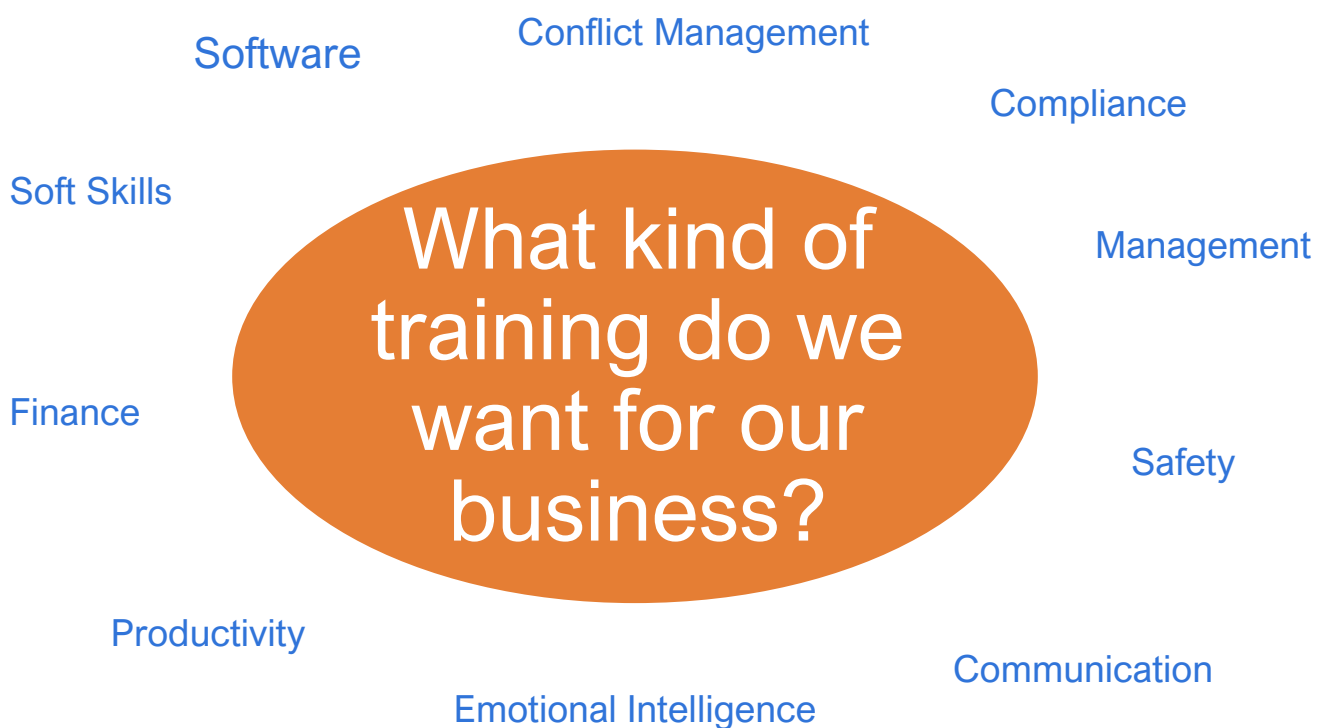 Conflict Management
Software
Compliance
Soft Skills
Management
What kind of
training do we
want for our
business?
Finance
Safety
Productivity
Communication
Emotional Intelligence